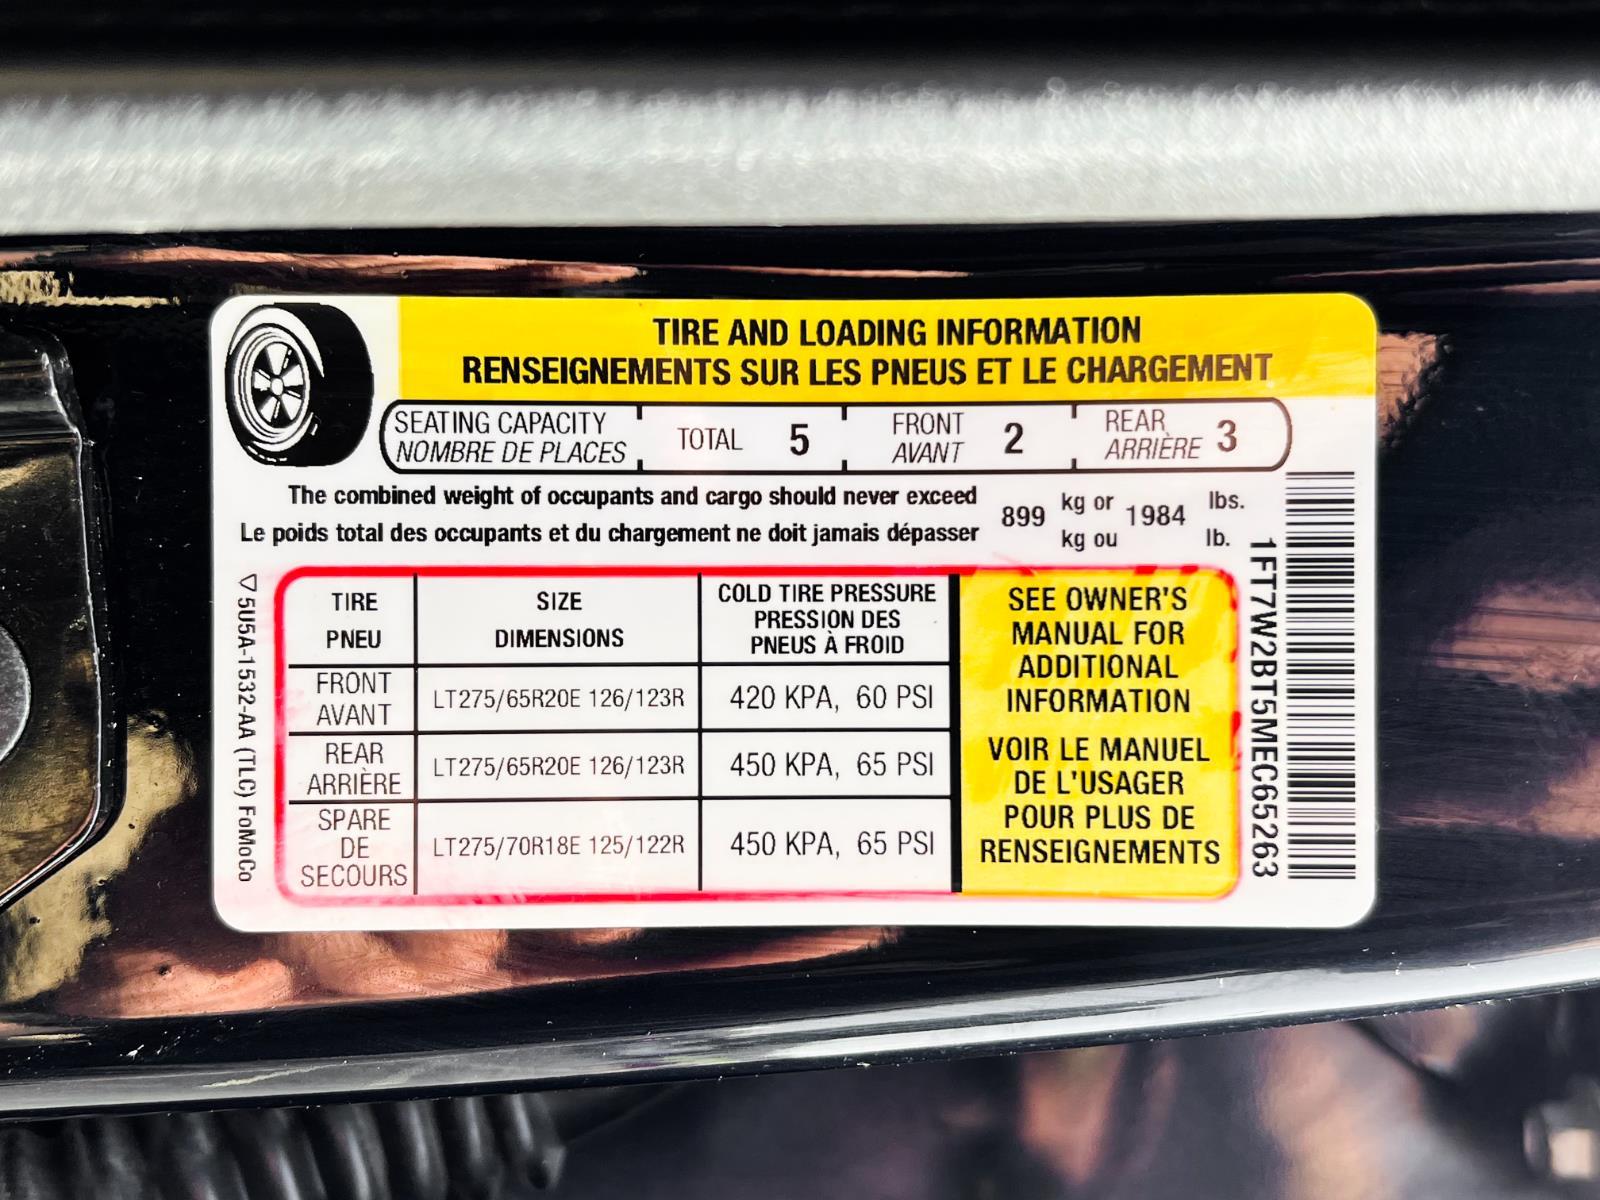 TIRE AND LOADING INFORMATION
RENSEIGNEMENTS SUR LES PNEUS ET LE CHARGEMENT
SEATING CAPACITY
NOMBRE DE PLACES
TOTAL 5
FRONT
AVANT
2
REAR
ARRIÈRE
3
The combined weight of occupants and cargo should never exceed
Le poids total des occupants et du chargement ne doit jamais dépasser
899 kg or 1984 lbs.
kg ou lb.
TIRE
PNEU
SIZE
DIMENSIONS
COLD TIRE PRESSURE
PRESSION DES
PNEUS À FROID
FRONT
AVANT
LT275/65R20E 126/123R
420 KPA, 60 PSI
REAR
ARRIÈRE
LT275/65R20E 126/123R
450 KPA, 65 PSI
SPARE
DE
SECOURS
LT275/70R18E 125/122R
450 KPA, 65 PSI
SEE OWNER'S
MANUAL FOR
ADDITIONAL
INFORMATION
VOIR LE MANUEL
DE L'USAGER
POUR PLUS DE
RENSEIGNEMENTS
5U5A-1532-AA (TLC) FoMoCo
1FT7W2BT5MEC65263